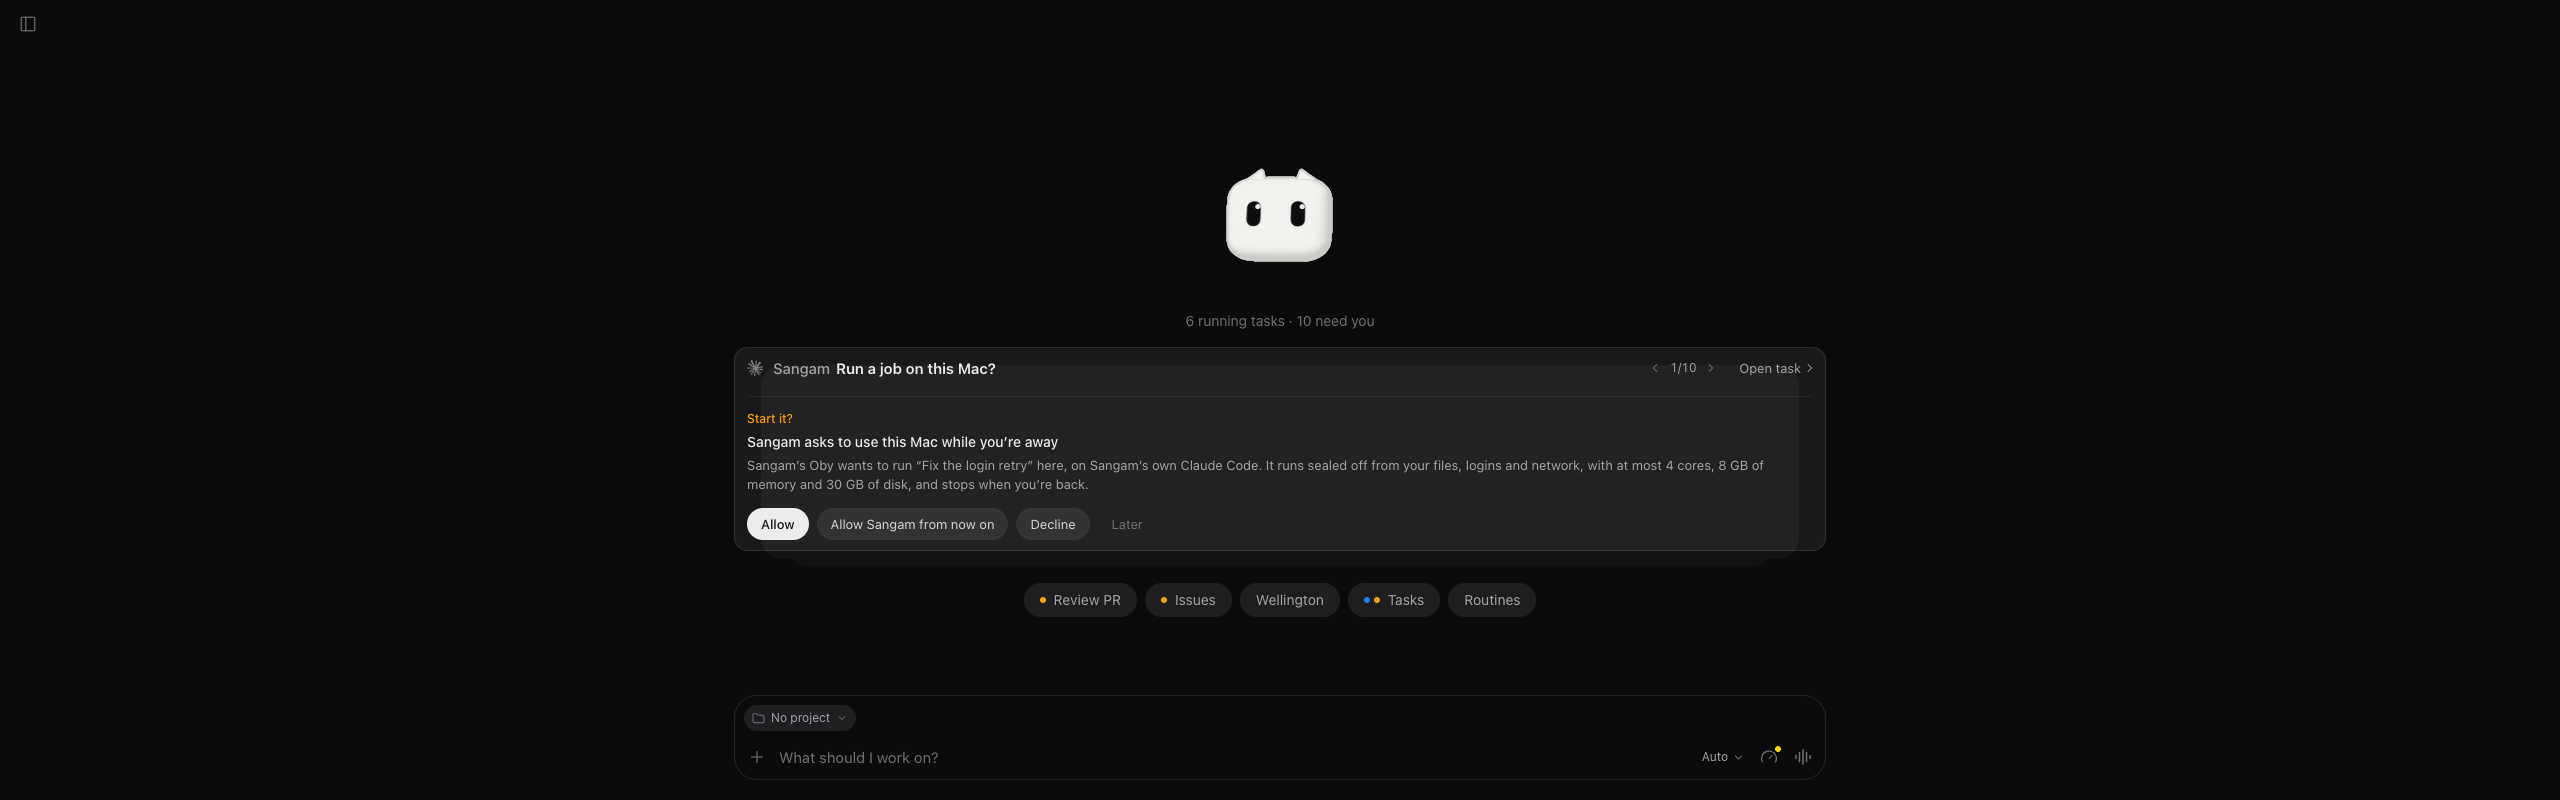 6 running tasks · 10 need you
Sangam Run a job on this Mac?
1/10
Open task
Start it?
Sangam asks to use this Mac while you’re away
Sangam’s Oby wants to run “Fix the login retry” here, on Sangam’s own Claude Code. It runs sealed off from your files, logins and network, with at most 4 cores, 8 GB of
memory and 30 GB of disk, and stops when you’re back.
Allow
Allow Sangam from now on
Decline
Later
Review PR
Issues
Wellington
Tasks
Routines
No project
What should I work on?
Auto